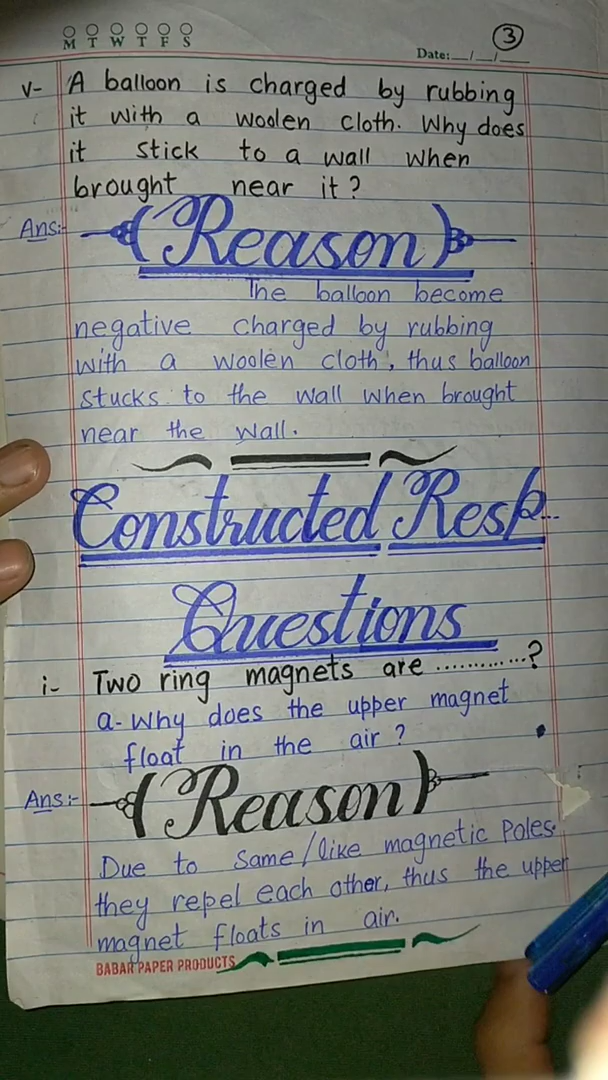 M T W T F S
Date:__/__/__
3
v- A balloon is charged by rubbing
it with a woolen cloth. Why does
it stick to a wall when
brought near it?
Ans:- (Reason)
The balloon become
negative charged by rubbing
with a woolen cloth, thus balloon
stucks to the wall when brought
near the wall.
Constructed Resp..
Questions
i- Two ring magnets are ............?
a- Why does the upper magnet
float in the air?
Ans:- (Reason)
Due to same/like magnetic poles.
they repel each other, thus the upper
magnet floats in air.
BABAR PAPER PRODUCTS